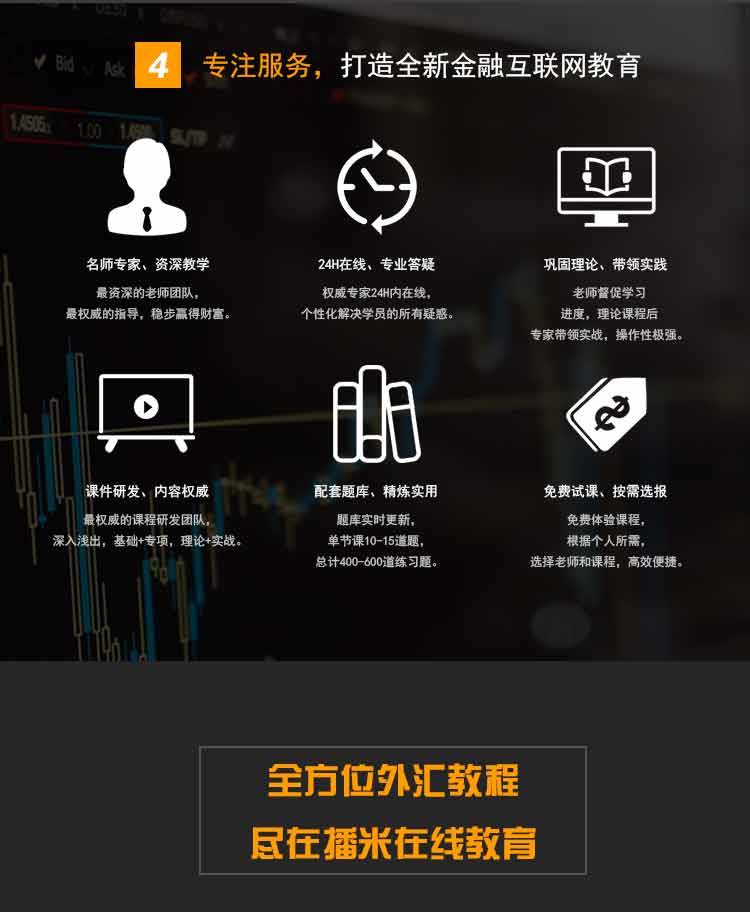 4 专注服务，打造全新金融互联网教育
Bid
Ask
1.4505
1.00
SL/TP
名师专家、资深教学
最资深的老师团队，
最权威的指导，稳步赢得财富。
24H在线、专业答疑
权威专家24H内在线，
个性化解决学员的所有疑惑。
巩固理论、带领实践
老师督促学习
进度，理论课程后
专家带领实战，操作性极强。
课件研发、内容权威
最权威的课程研发团队，
深入浅出，基础+专项，理论+实战。
配套题库、精炼实用
题库实时更新，
单节课10-15道题，
总计400-600道练习题。
免费试课、按需选报
免费体验课程，
根据个人所需，
选择老师和课程，高效便捷。
全方位外汇教程
尽在播米在线教育